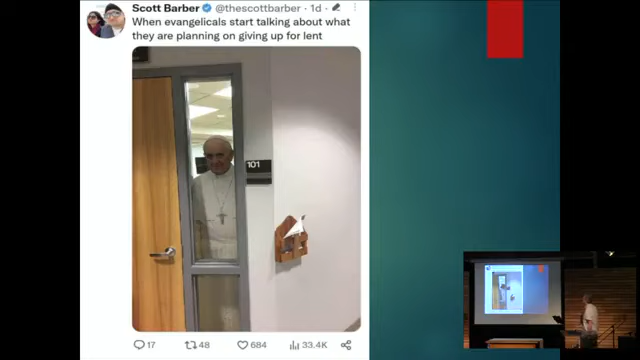 Scott Barber @thescottbarber · 1d ·
When evangelicals start talking about what
they are planning on giving up for lent
101
17 48 684 33.4K